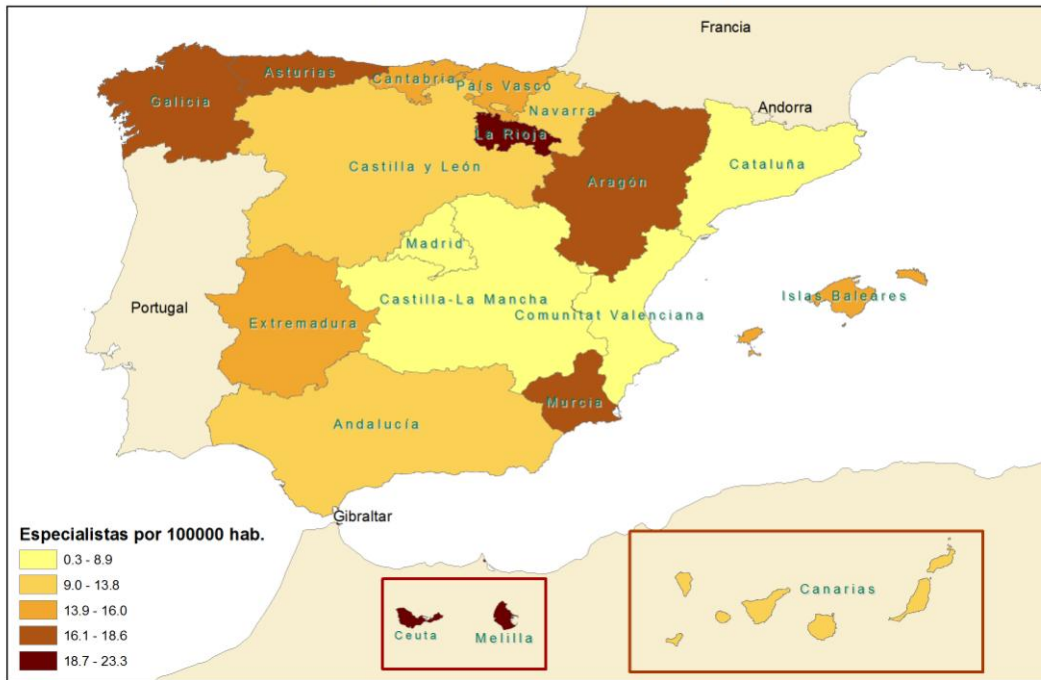 Francia
Asturias
Cantabria
País Vasco
Galicia
Navarra
Andorra
La Rioja
Castilla y León
Cataluña
Aragón
Madrid
Islas Baleares
Castilla-La Mancha
Portugal
Comunitat Valenciana
Extremadura
Murcia
Andalucía
Gibraltar
Especialistas por 100000 hab.
0.3 - 8.9
9.0 - 13.8
13.9 - 16.0
16.1 - 18.6
18.7 - 23.3
Canarias
Ceuta
Melilla